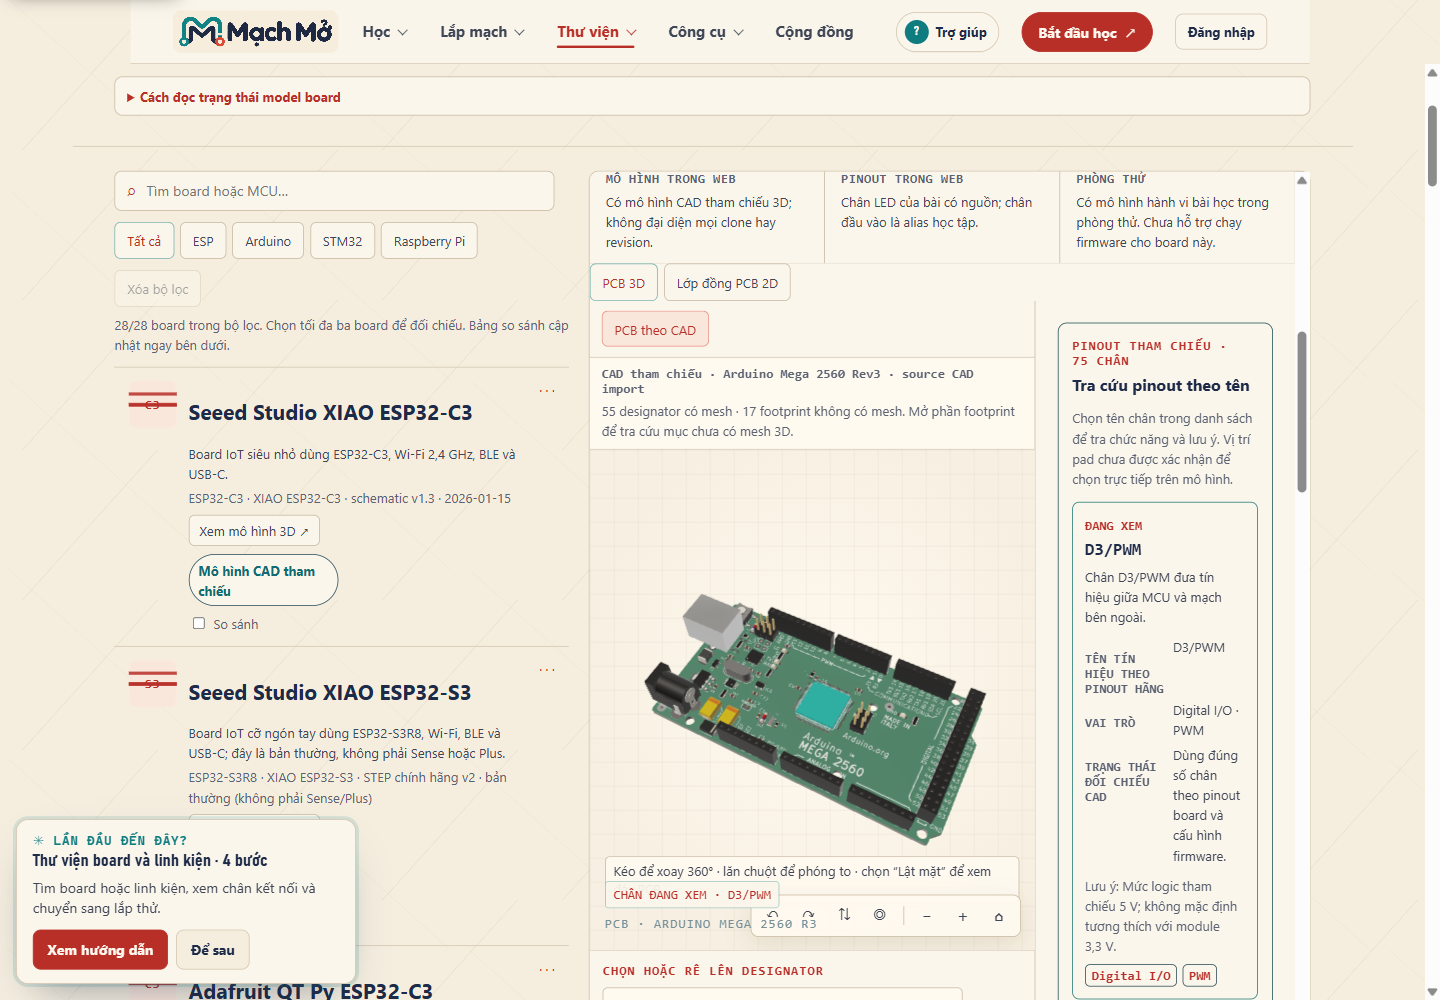 Mạch Mở
Học
Lắp mạch
Thư viện
Công cụ
Cộng đồng
? Trợ giúp
Bắt đầu học ↗
Đăng nhập
▶ Cách đọc trạng thái model board
Tìm board hoặc MCU...
Tất cả
ESP
Arduino
STM32
Raspberry Pi
Xóa bộ lọc
28/28 board trong bộ lọc. Chọn tối đa ba board để đối chiếu. Bảng so sánh cập
nhật ngay bên dưới.
C3
...
Seeed Studio XIAO ESP32-C3
Board IoT siêu nhỏ dùng ESP32-C3, Wi-Fi 2,4 GHz, BLE và
USB-C.
ESP32-C3 · XIAO ESP32-C3 · schematic v1.3 · 2026-01-15
Xem mô hình 3D ↗
Mô hình CAD tham
chiếu
So sánh
S3
...
Seeed Studio XIAO ESP32-S3
Board IoT cỡ ngón tay dùng ESP32-S3R8, Wi-Fi, BLE và
USB-C; đây là bản thường, không phải Sense hoặc Plus.
ESP32-S3R8 · XIAO ESP32-S3 · STEP chính hãng v2 · bản
thường (không phải Sense/Plus)
✳ LẦN ĐẦU ĐẾN ĐÂY?
Thư viện board và linh kiện · 4 bước
Tìm board hoặc linh kiện, xem chân kết nối và
chuyển sang lắp thử.
Xem hướng dẫn
Để sau
...
C3
Adafruit QT Py ESP32-C3
MÔ HÌNH TRONG WEB
Có mô hình CAD tham chiếu 3D;
không đại diện mọi clone hay
revision.
PINOUT TRONG WEB
Chân LED của bài có nguồn; chân
đầu vào là alias học tập.
PHÒNG THỬ
Có mô hình hành vi bài học trong
phòng thử. Chưa hỗ trợ chạy
firmware cho board này.
PCB 3D
Lớp đồng PCB 2D
PCB theo CAD
CAD tham chiếu · Arduino Mega 2560 Rev3 · source CAD
import
55 designator có mesh · 17 footprint không có mesh. Mở phần footprint
để tra cứu mục chưa có mesh 3D.
PWM
COMMUNICATION
MADE IN
ITALY
Arduino.org
Arduino
MEGA 2560
ANALOG
DIGITAL
Kéo để xoay 360° · lăn chuột để phóng to · chọn “Lật mặt” để xem
CHÂN ĐANG XEM · D3/PWM
PCB · ARDUINO MEGA 2560 R3
CHỌN HOẶC RÊ LÊN DESIGNATOR
PINOUT THAM CHIẾU ·
75 CHÂN
Tra cứu pinout theo tên
Chọn tên chân trong danh sách
để tra chức năng và lưu ý. Vị trí
pad chưa được xác nhận để
chọn trực tiếp trên mô hình.
ĐANG XEM
D3/PWM
Chân D3/PWM đưa tín
hiệu giữa MCU và mạch
bên ngoài.
TÊN TÍN
HIỆU THEO
PINOUT HÃNG
D3/PWM
VAI TRÒ
Digital I/O ·
PWM
TRẠNG THÁI
ĐỐI CHIẾU
CAD
Dùng đúng
số chân
theo pinout
board và
cấu hình
firmware.
Lưu ý: Mức logic tham
chiếu 5 V; không mặc định
tương thích với module
3,3 V.
Digital I/O
PWM